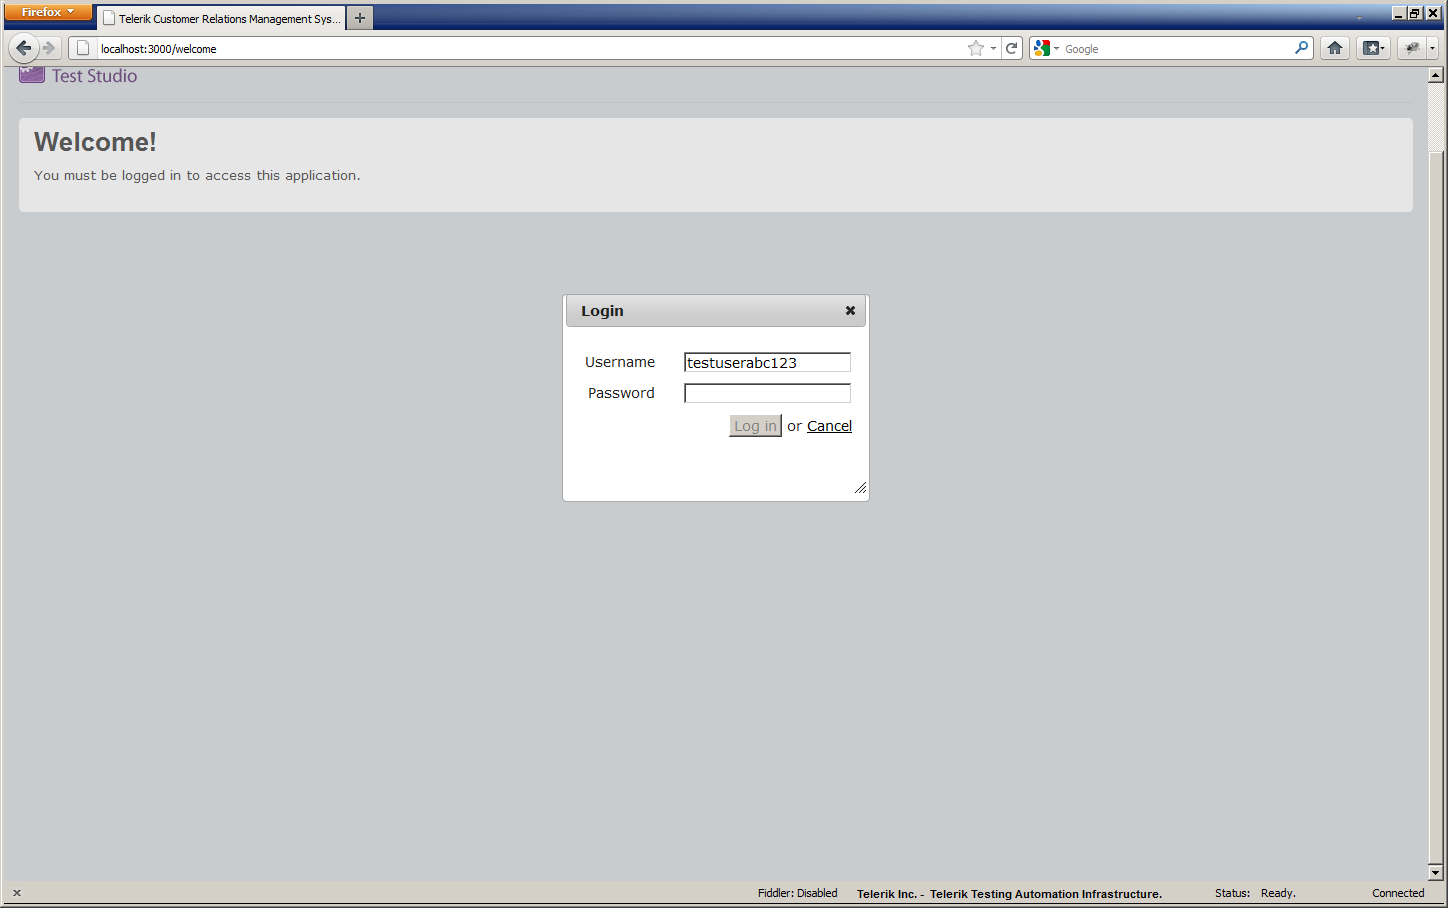 Firefox
Telerik Customer Relations Management Sys...
localhost:3000/welcome
Google
Test Studio
Welcome!
You must be logged in to access this application.
Login
Username
testuserabc123
Password
Log in or Cancel
Fiddler: Disabled
Telerik Inc. - Telerik Testing Automation Infrastructure.
Status: Ready.
Connected